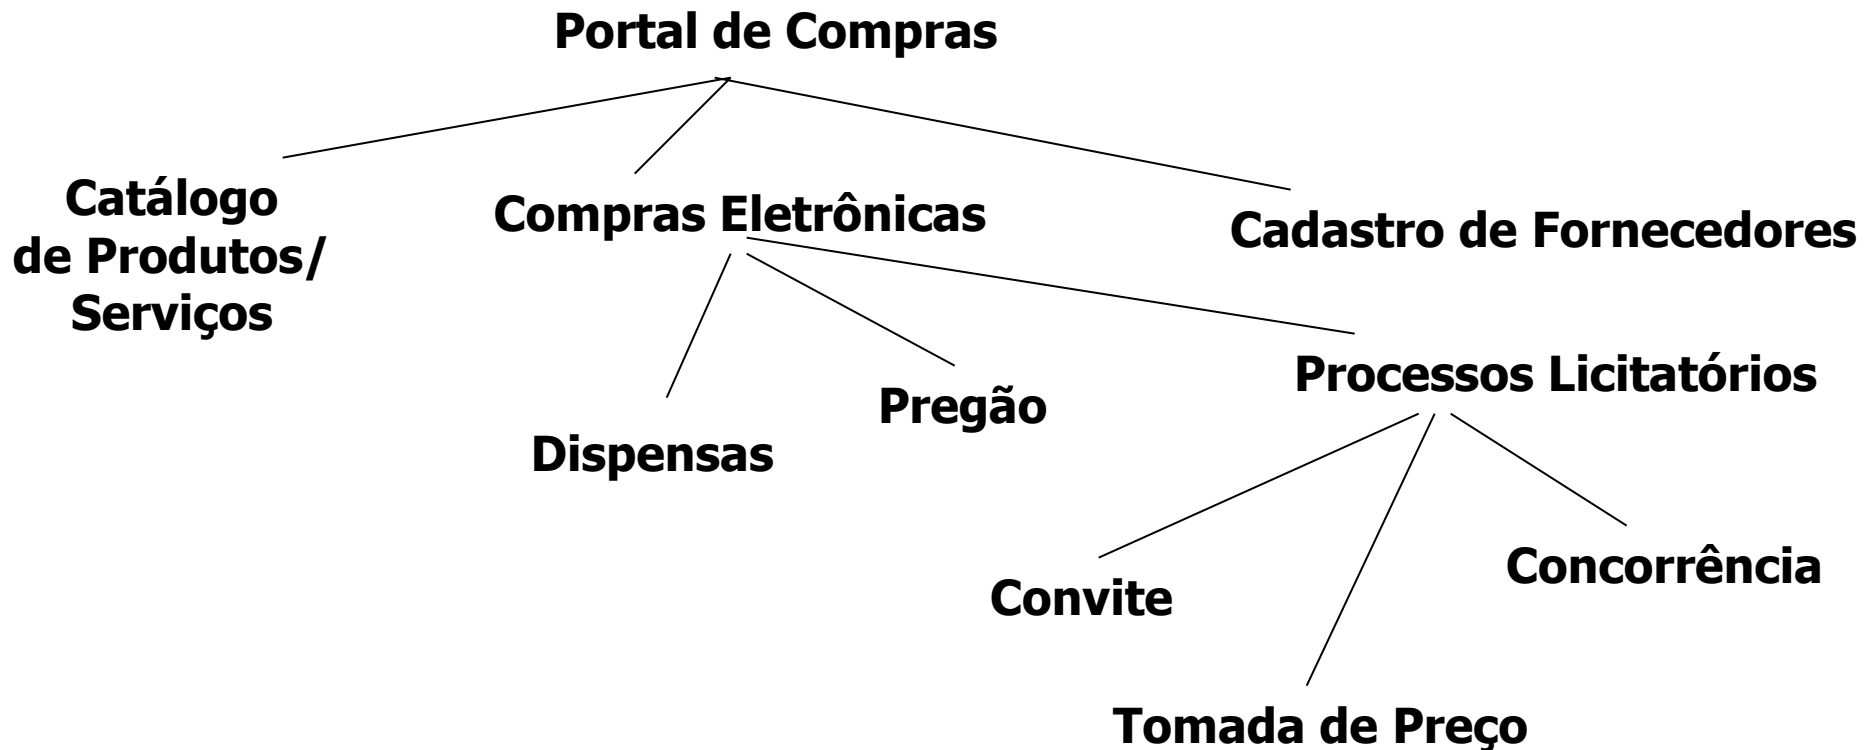 Portal de Compras
Catálogo
de Produtos/
Serviços
Compras Eletrônicas
Cadastro de Fornecedores
Processos Licitatórios
Pregão
Dispensas
Concorrência
Convite
Tomada de Preço